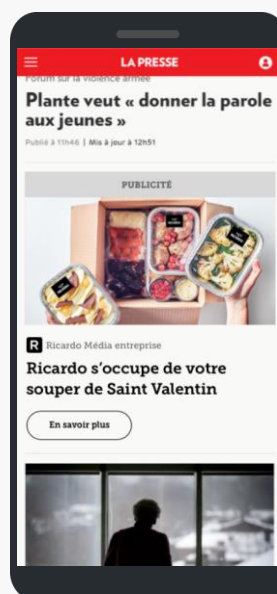 LA PRESSE
Forum sur la violence armée
Plante veut « donner la parole
aux jeunes »
Publié à 11h46 | Mis à jour à 12h51
PUBLICITÉ
R Ricardo Média entreprise
Ricardo s’occupe de votre
souper de Saint Valentin
En savoir plus